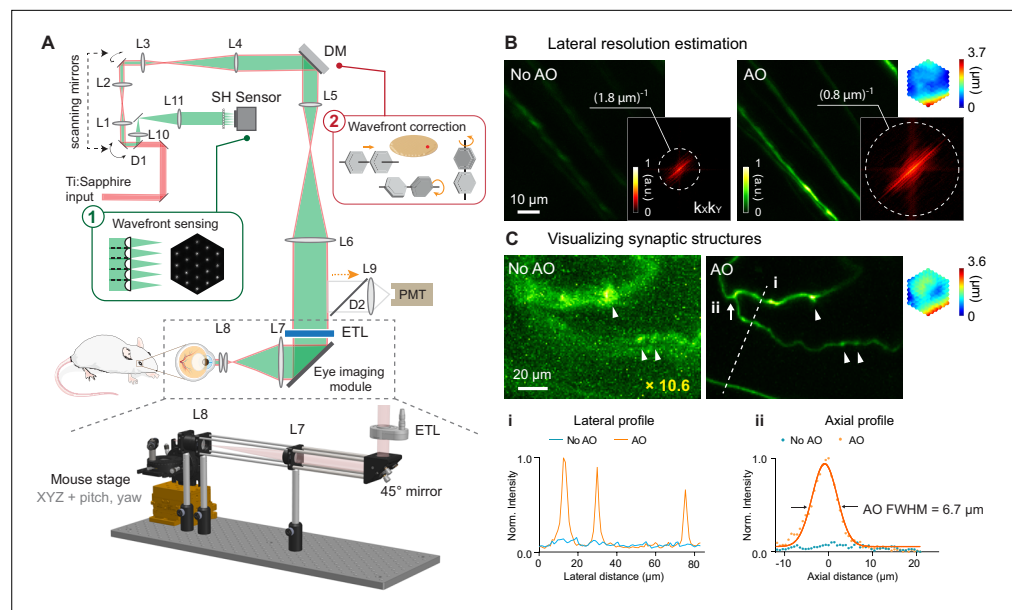 A
L3
L4
DM
scanning mirrors
L2
L11
SH Sensor
L5
L1
L10
D1
Ti:Sapphire
input
2
Wavefront correction
1
Wavefront sensing
L6
L9
D2
PMT
L8
L7
ETL
Eye imaging
module
L8
L7
ETL
Mouse stage
XYZ + pitch, yaw
45° mirror
B Lateral resolution estimation
No AO
(1.8 µm)⁻¹
1
(a.u.)
0
kXkY
10 µm
AO
(0.8 µm)⁻¹
1
(a.u.)
0
3.7
(µm)
0
C Visualizing synaptic structures
No AO
20 µm
× 10.6
AO
i
ii
3.6
(µm)
0
i Lateral profile
No AO AO
Norm. Intensity
1.0
0.0
0 20 40 60 80
Lateral distance (µm)
ii Axial profile
No AO AO
Norm. Intensity
1.0
0.0
AO FWHM = 6.7 µm
-10 0 10 20
Axial distance (µm)